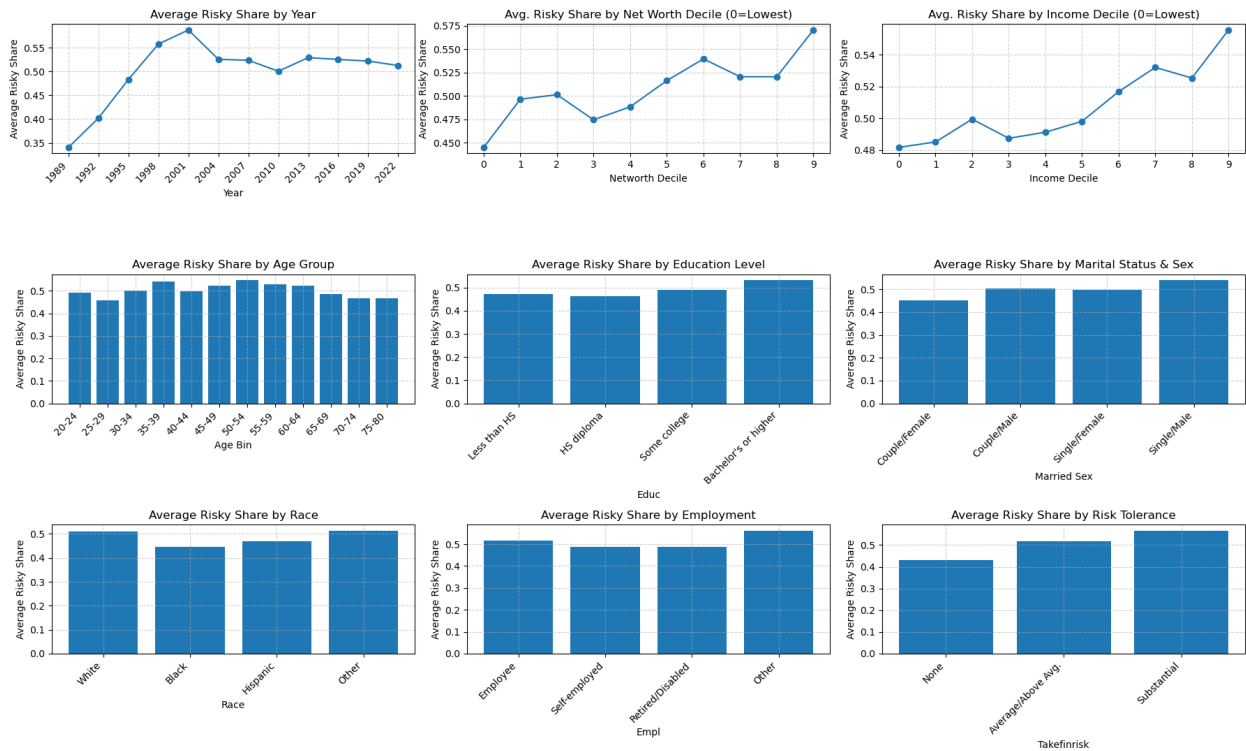 Average Risky Share by Year
Average Risky Share
0.55
0.50
0.45
0.40
0.35
1989
1992
1995
1998
2001
2004
2007
2010
2013
2016
2019
2022
Year
Avg. Risky Share by Net Worth Decile (0=Lowest)
Average Risky Share
0.575
0.550
0.525
0.500
0.475
0.450
0 1 2 3 4 5 6 7 8 9
Networth Decile
Avg. Risky Share by Income Decile (0=Lowest)
Average Risky Share
0.54
0.52
0.50
0.48
0 1 2 3 4 5 6 7 8 9
Income Decile
Average Risky Share by Age Group
Average Risky Share
0.5
0.4
0.3
0.2
0.1
0.0
20-24
25-29
30-34
35-39
40-44
45-49
50-54
55-59
60-64
65-69
70-74
75-80
Age Bin
Average Risky Share by Education Level
Average Risky Share
0.5
0.4
0.3
0.2
0.1
0.0
Less than HS
HS diploma
Some college
Bachelor's or higher
Educ
Average Risky Share by Marital Status & Sex
Average Risky Share
0.5
0.4
0.3
0.2
0.1
0.0
Couple/Female
Couple/Male
Single/Female
Single/Male
Married Sex
Average Risky Share by Race
Average Risky Share
0.5
0.4
0.3
0.2
0.1
0.0
White
Black
Hispanic
Other
Race
Average Risky Share by Employment
Average Risky Share
0.5
0.4
0.3
0.2
0.1
0.0
Employee
Self-employed
Retired/Disabled
Other
Empl
Average Risky Share by Risk Tolerance
Average Risky Share
0.5
0.4
0.3
0.2
0.1
0.0
None
Average/Above Avg.
Substantial
Takefinrisk